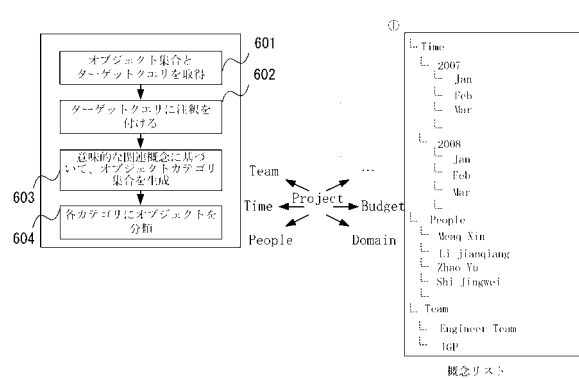 オブジェクト集合と
ターゲットクエリを取得
601
ターゲットクエリに注釈を
付ける
602
意味的な関連概念に基づ
いて、オブジェクトカテゴリ
集合を生成
603
各カテゴリにオブジェクトを
分類
604
Team
Time
People
Project
...
Budget
Domain
①
Time
2007
Jan
Feb
Mar
2008
Jan
Feb
Mar
People
Meaq Xin
Li jianqiang
Zhao Yu
Shi Jingwei
Team
Engineer Team
IGP
概念リスト